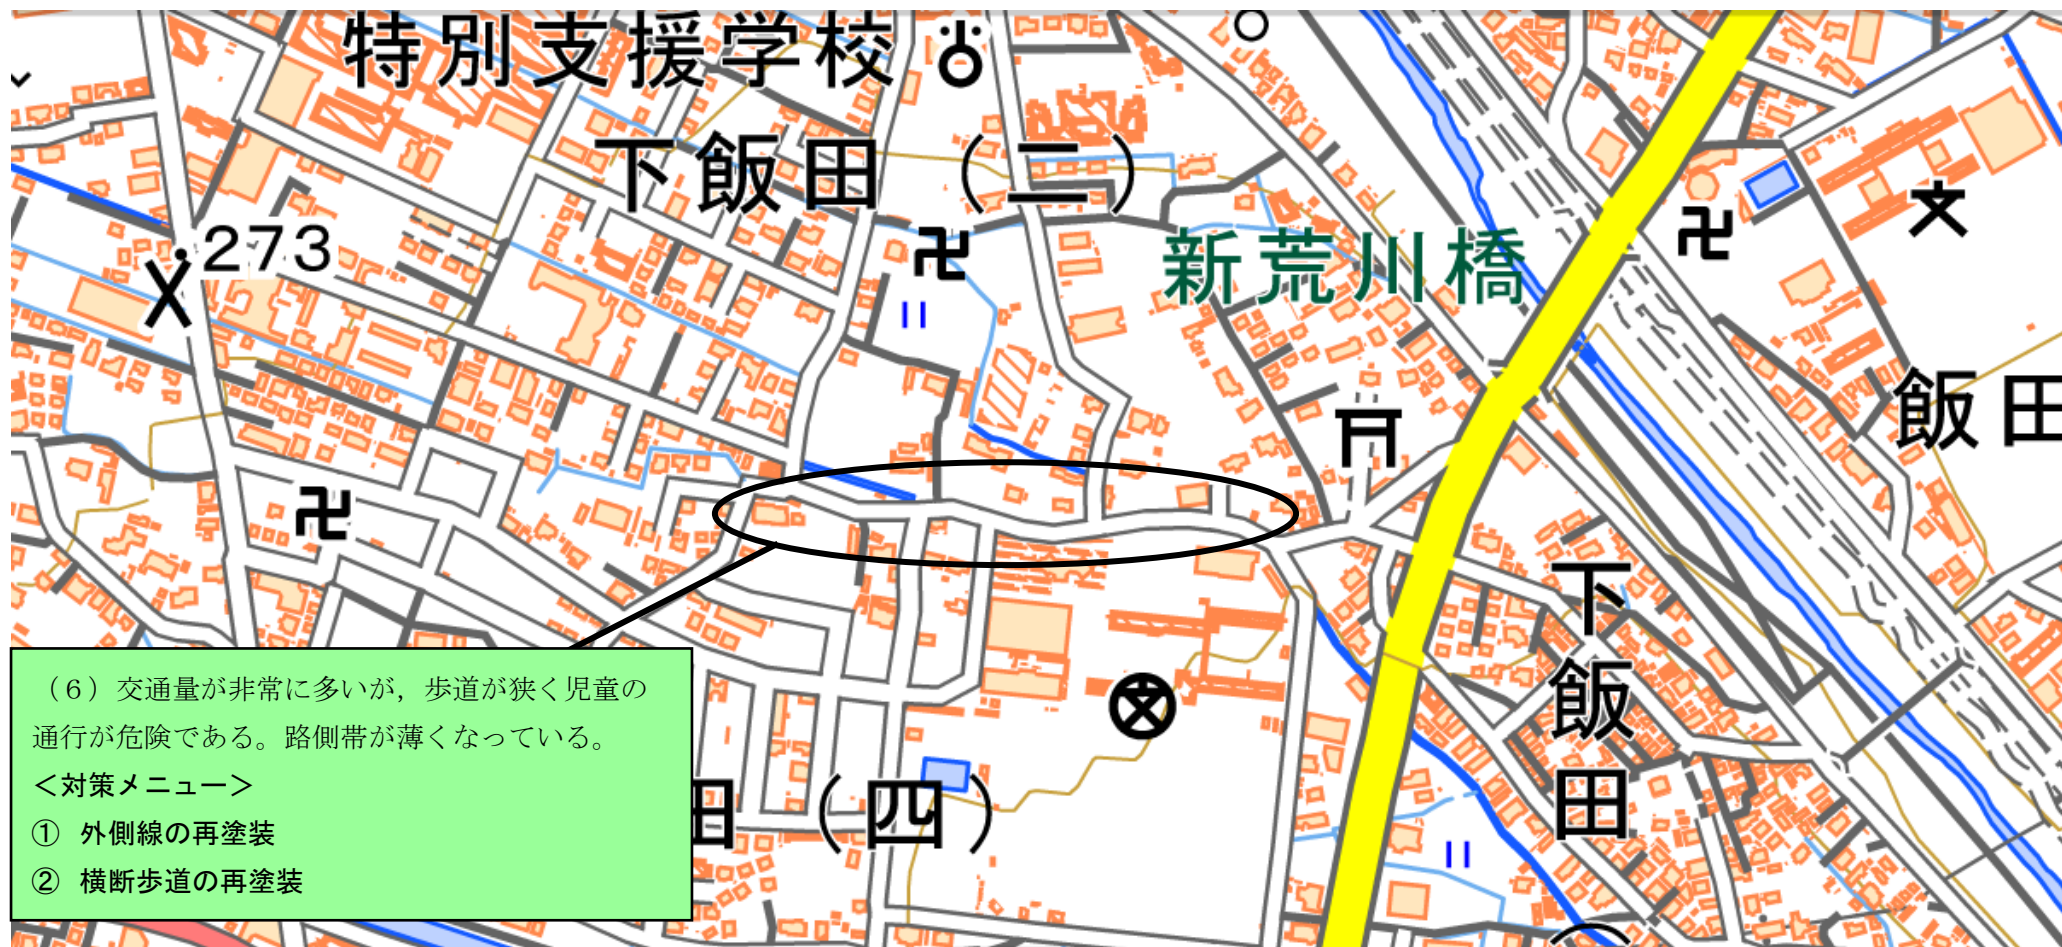 特別支援学校
下飯田（二）
273
新荒川橋
飯田
下飯田
田（四）
（６）交通量が非常に多いが，歩道が狭く児童の
通行が危険である。路側帯が薄くなっている。
＜対策メニュー＞
① 外側線の再塗装
② 横断歩道の再塗装